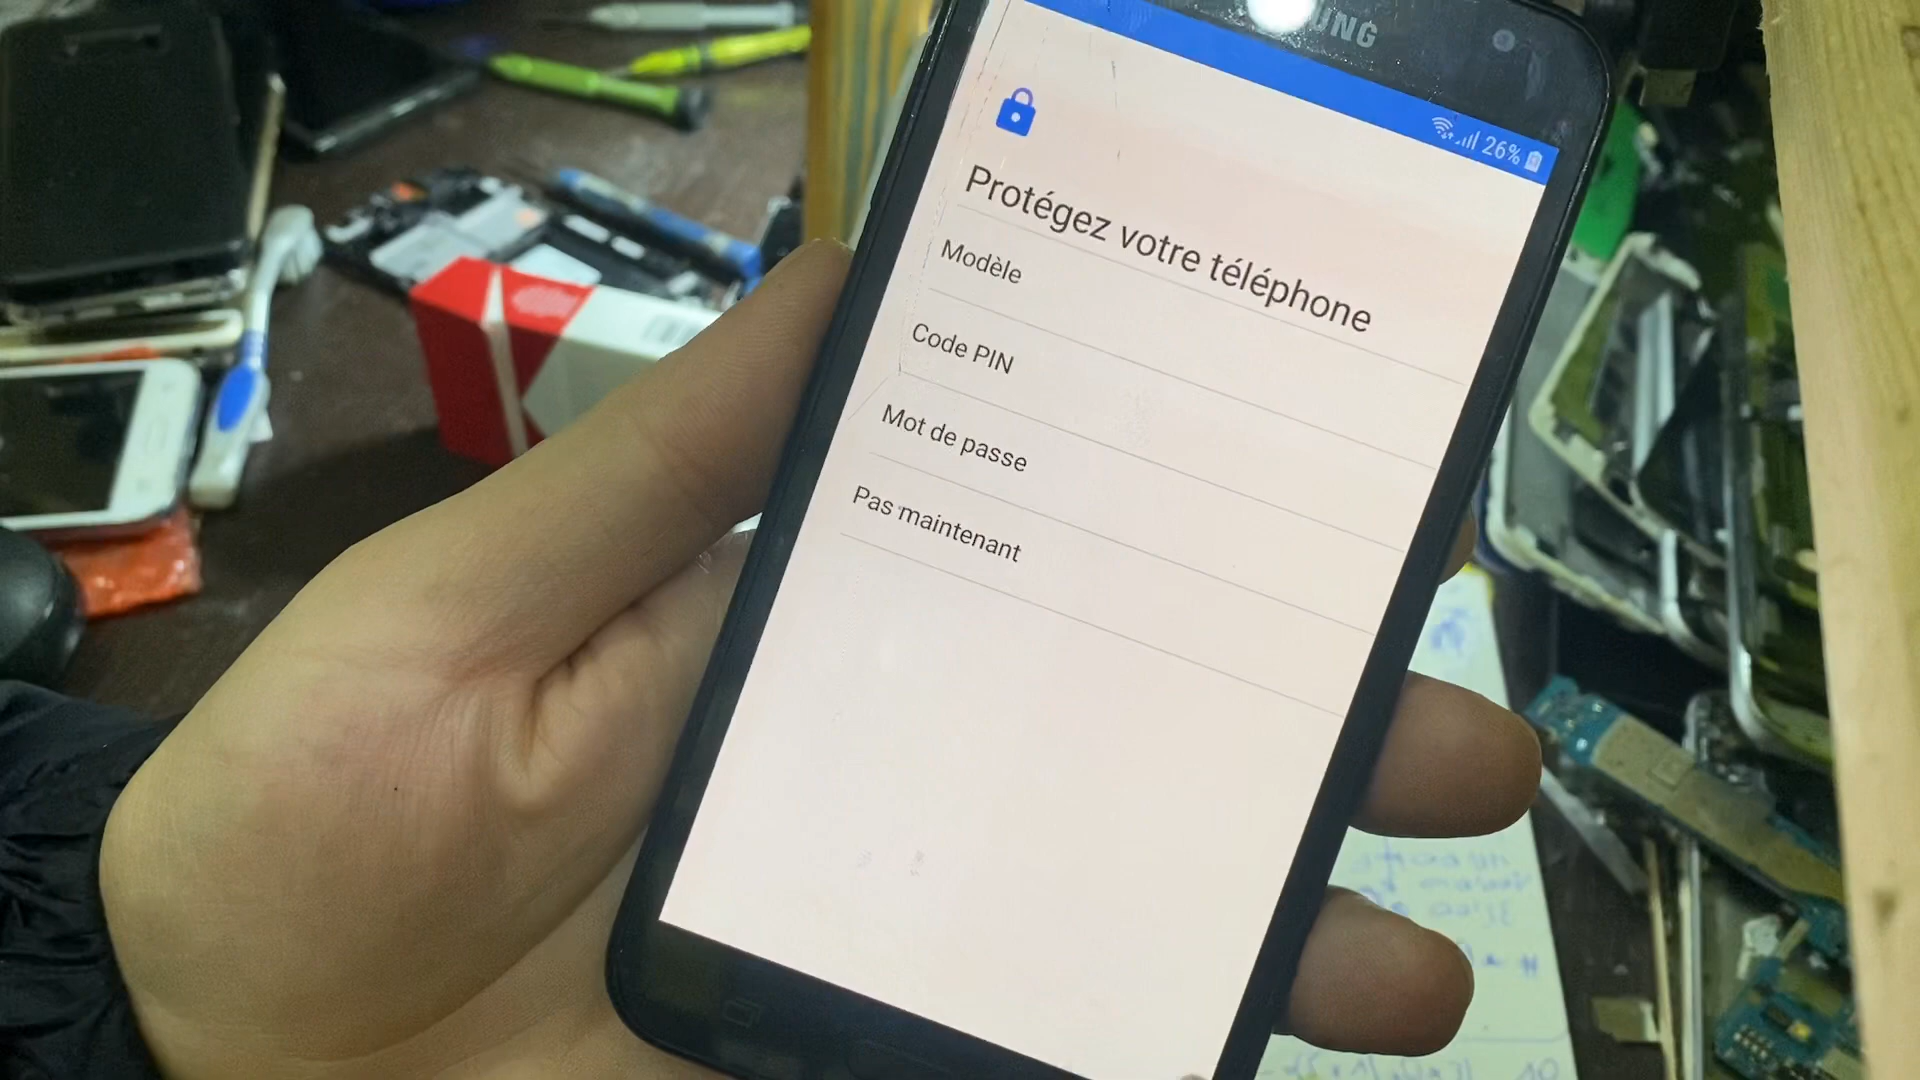 UNG
26%
Protégez votre téléphone
Modèle
Code PIN
Mot de passe
Pas maintenant